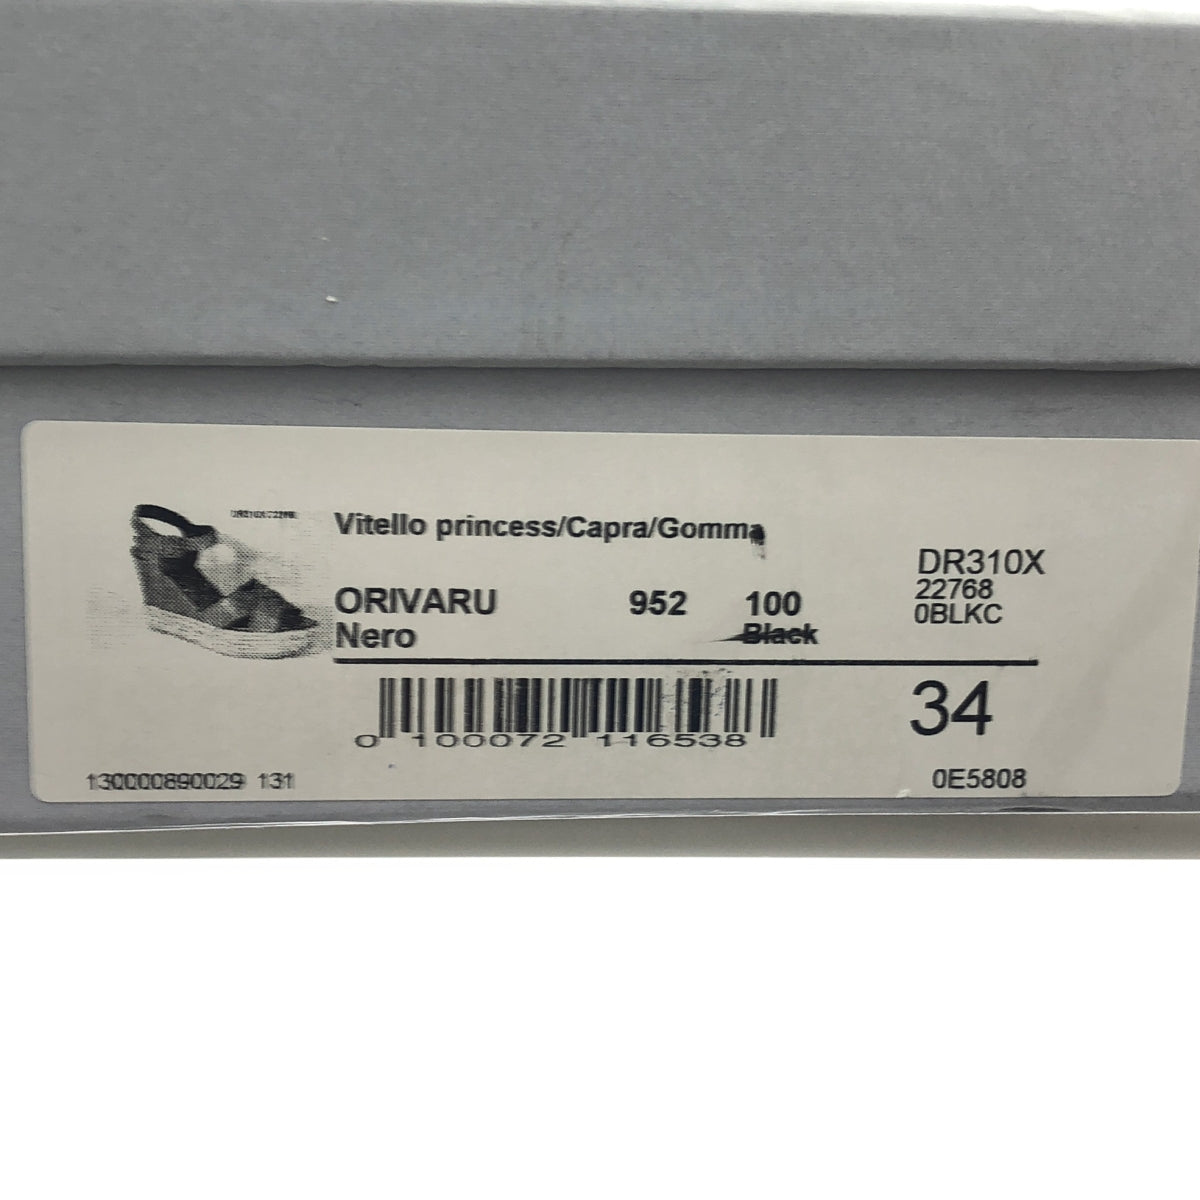 Vitello princess/Capra/Gomma
ORIVARU 952 100
Nero Black
DR310X
22768
0BLKC
34
0 100072 116538
130000890029 131
0E5808